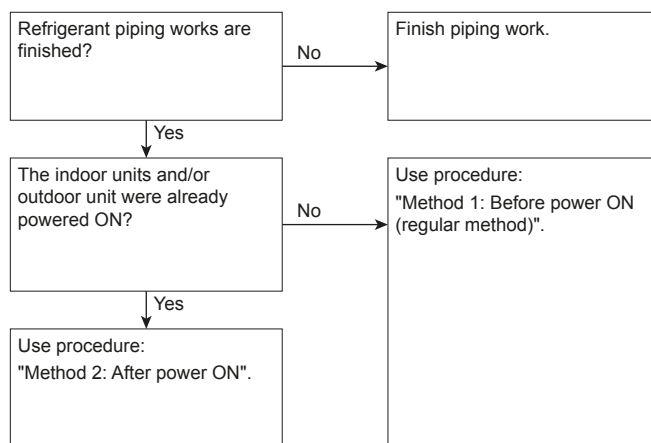 Refrigerant piping works are
finished?
No
Finish piping work.
Yes
The indoor units and/or
outdoor unit were already
powered ON?
No
Use procedure:
"Method 1: Before power ON
(regular method)".
Yes
Use procedure:
"Method 2: After power ON".